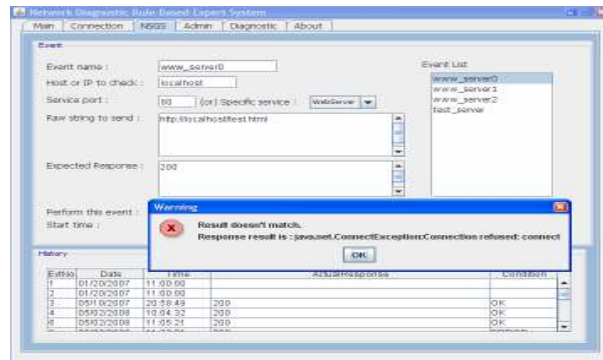 Network Diagnostic Rule-Based Expert System
Main Connection NSGS Admin Diagnostic About
Event
Event name : www_server0
Event List
www_server0
www_server1
www_server2
test_server
Host or IP to check : localhost
Service port : 80 (or) Specific service : WebServer
Raw string to send : http://localhost/test.html
Expected Response : 200
Perform this event :
Start time :
Warning
Result doesn't match.
Response result is : java.net.ConnectException:Connection refused: connect
OK
History
EvtNo Date Time ActualResponse Condition
1 01/20/2007 11:00:00
2 01/20/2007 11:00:00
3 05/10/2007 20:58:49 200 OK
4 05/02/2008 10:04:32 200 OK
05/02/2008 11:05:21 200 OK